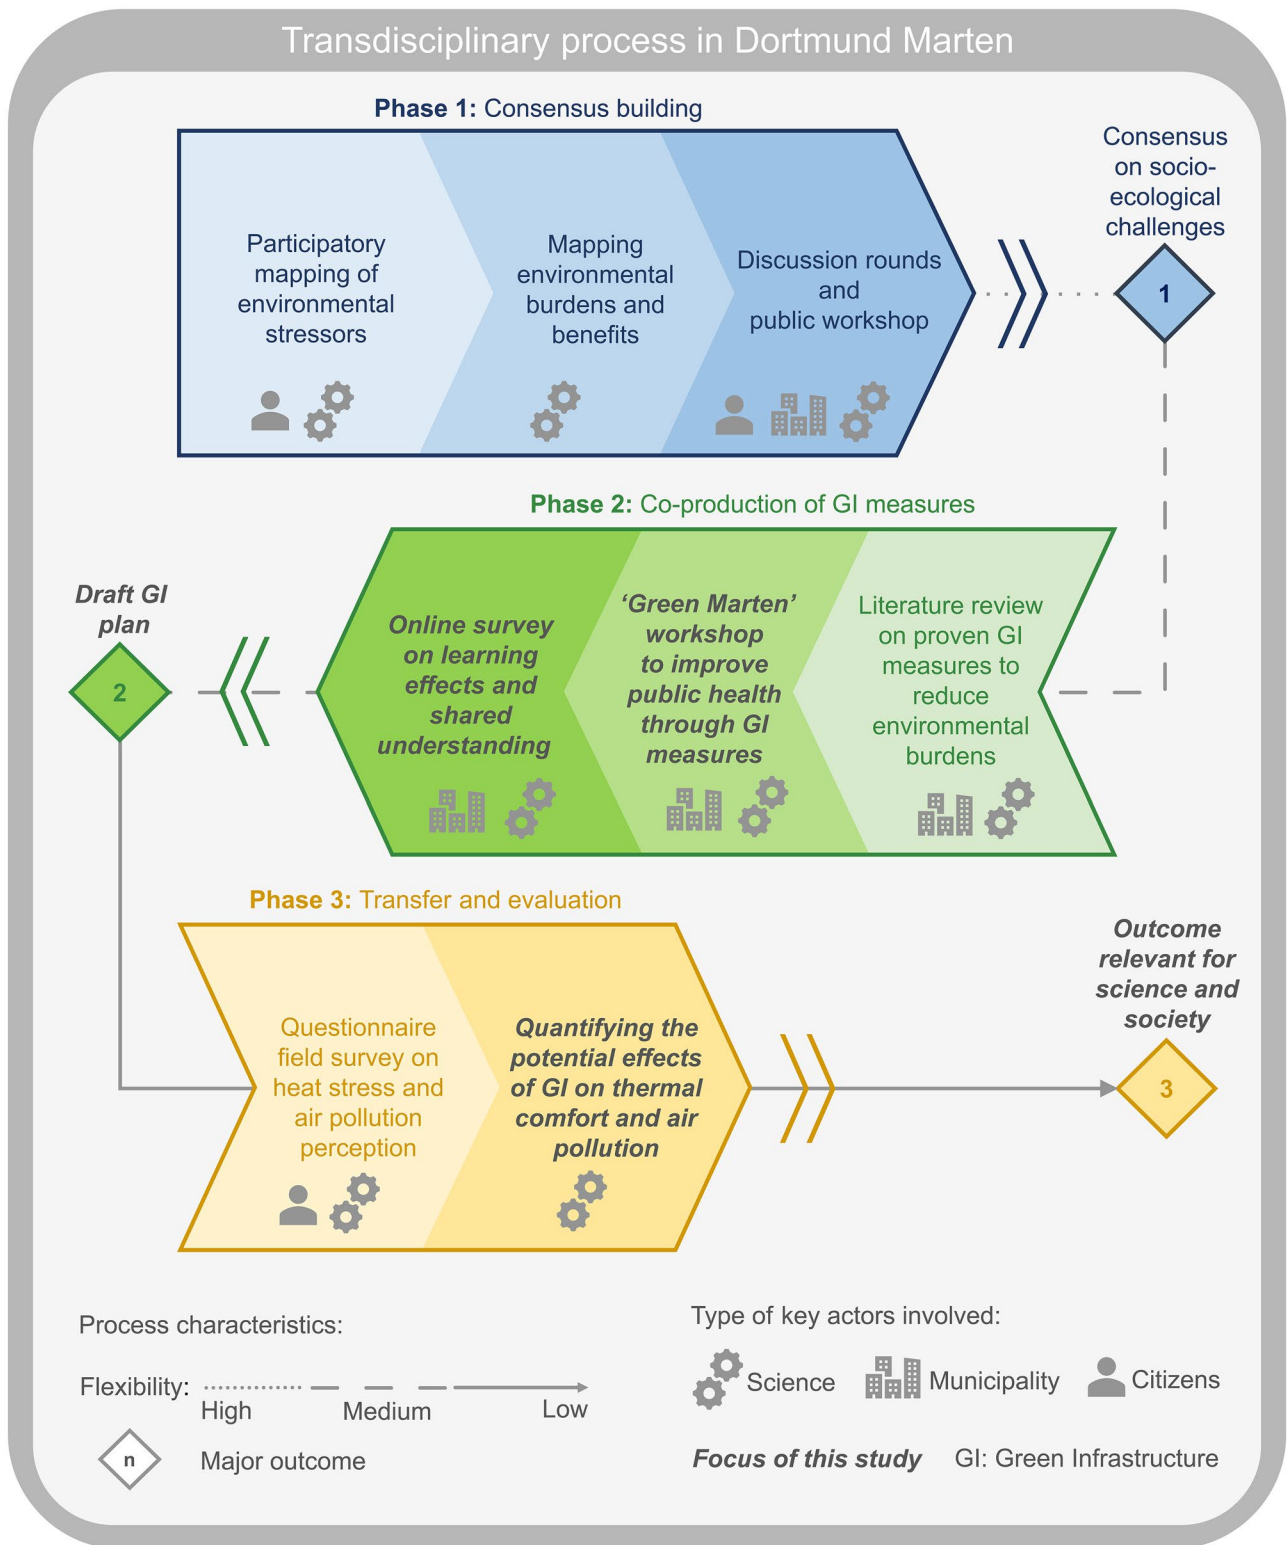 Transdisciplinary process in Dortmund Marten
Phase 1: Consensus building
Participatory
mapping of
environmental
stressors
Mapping
environmental
burdens and
benefits
Discussion rounds
and
public workshop
Consensus
on socio-
ecological
challenges
1
Phase 2: Co-production of GI measures
Draft GI
plan
2
Online survey
on learning
effects and
shared
understanding
‘Green Marten’
workshop
to improve
public health
through GI
measures
Literature review
on proven GI
measures to
reduce
environmental
burdens
Phase 3: Transfer and evaluation
Questionnaire
field survey on
heat stress and
air pollution
perception
Quantifying the
potential effects
of GI on thermal
comfort and air
pollution
Outcome
relevant for
science and
society
3
Process characteristics:
Flexibility:
High Medium Low
n Major outcome
Type of key actors involved:
Science Municipality Citizens
Focus of this study GI: Green Infrastructure